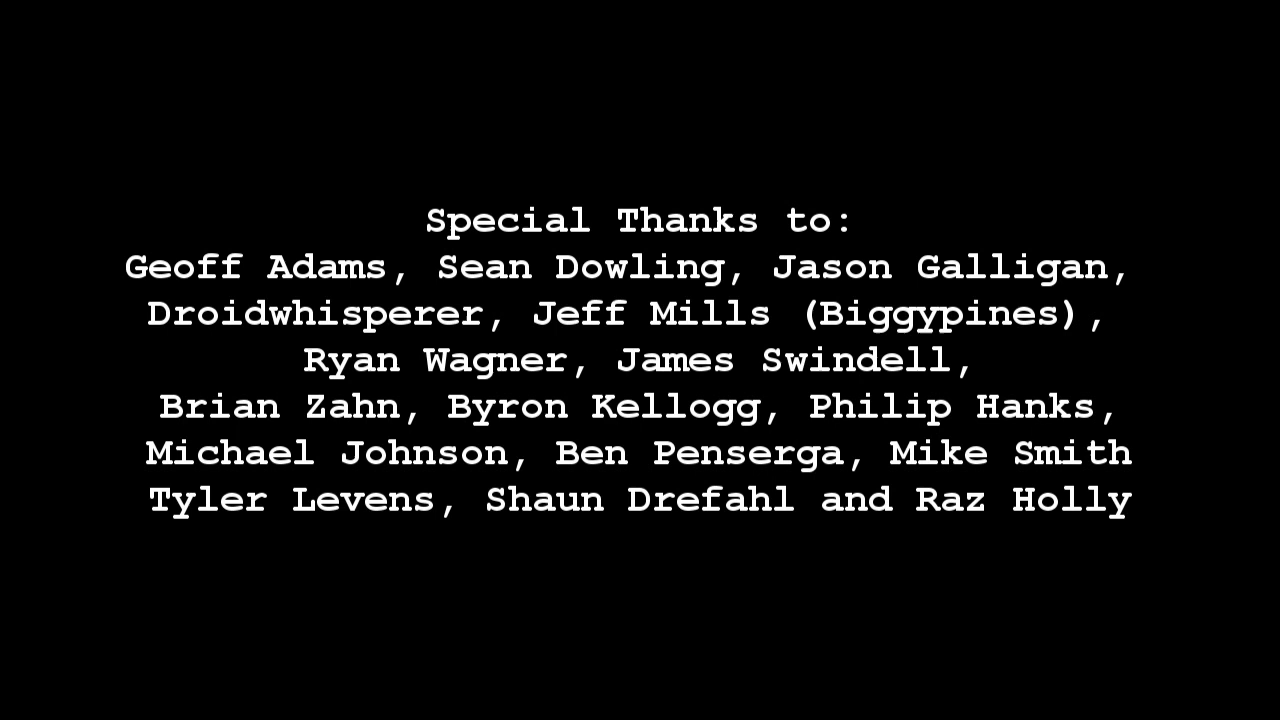 Special Thanks to:
Geoff Adams, Sean Dowling, Jason Galligan,
Droidwhisperer, Jeff Mills (Biggypines),
Ryan Wagner, James Swindell,
Brian Zahn, Byron Kellogg, Philip Hanks,
Michael Johnson, Ben Penserga, Mike Smith
Tyler Levens, Shaun Drefahl and Raz Holly